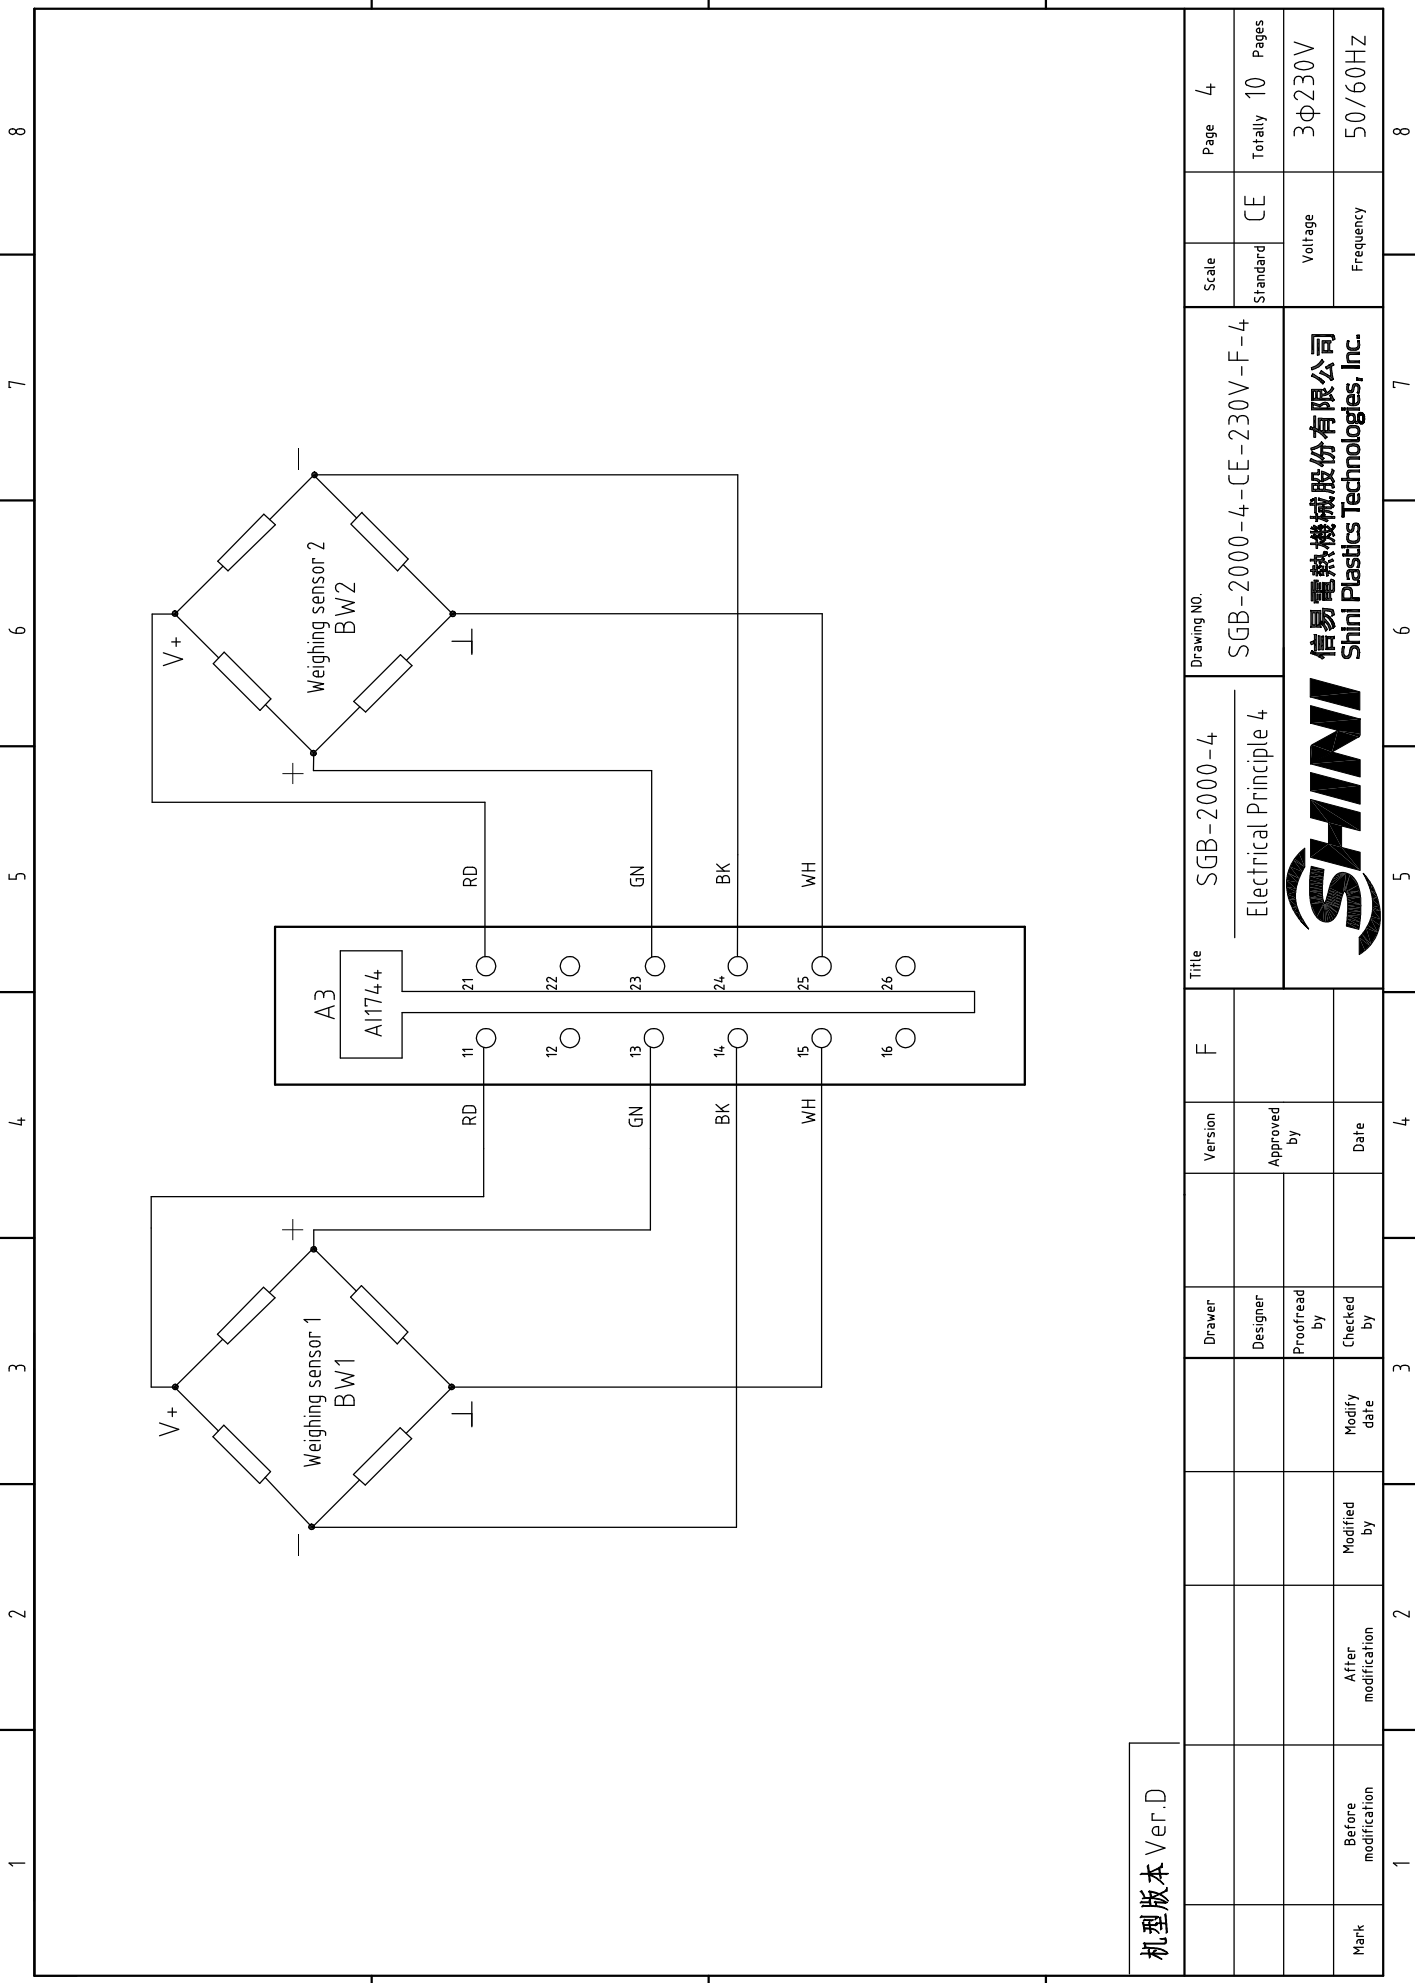 1 2 3 4 5 6 7 8
V+
+
−
Weighing sensor 1
BW1
⊥
V+
+
−
Weighing sensor 2
BW2
⊥
A3
AI1744
RD 11 21 RD
12 22
GN 13 23 GN
BK 14 24 BK
WH 15 25 WH
16 26
机型版本 Ver.D
Mark
Before
modification
After
modification
Modified
by
Modify
date
Drawer
Designer
Proofread
by
Checked
by
Version F
Approved
by
Date
Title
SGB-2000-4
Electrical Principle 4
Drawing NO.
SGB-2000-4-CE-230V-F-4
SHINI
信易電熱機械股份有限公司
Shini Plastics Technologies, Inc.
Scale
Page 4
Standard CE
Totally 10 Pages
Voltage 3ϕ230V
Frequency 50/60Hz
1 2 3 4 5 6 7 8